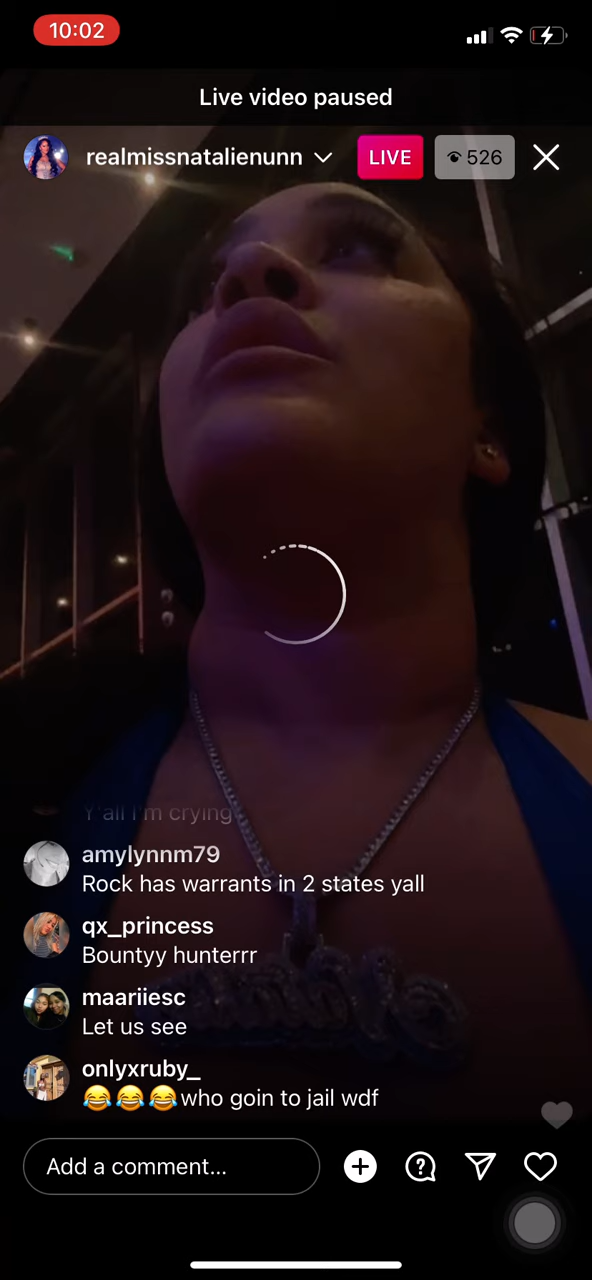 10:02
Live video paused
realmissnatalienunn
LIVE
526
Y'all I'm crying
amylynnm79
Rock has warrants in 2 states yall
qx_princess
Bountyy hunterrr
maariiesc
Let us see
onlyxruby_
😂😂😂who goin to jail wdf
Add a comment...